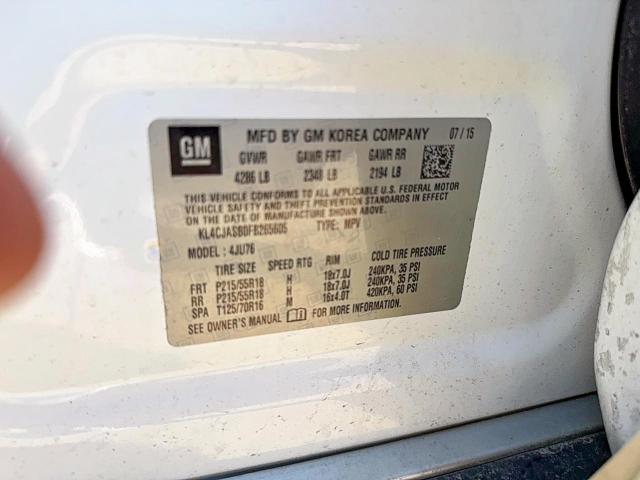 GM
MFD BY GM KOREA COMPANY 07/15
GVWR GAWR FRT GAWR RR
4286 LB 2348 LB 2194 LB
THIS VEHICLE CONFORMS TO ALL APPLICABLE U.S. FEDERAL MOTOR
VEHICLE SAFETY, BUMPER, AND THEFT PREVENTION STANDARDS IN EFFECT
ON THE DATE OF MANUFACTURE SHOWN ABOVE.
KL4CJASB0FB265605 TYPE: MPV
MODEL: 4JU76
TIRE SIZE SPEED RTG RIM COLD TIRE PRESSURE
FRT P215/55R18 H 18x7.0J 240KPA, 35 PSI
RR P215/55R18 H 18x7.0J 240KPA, 35 PSI
SPA T125/70R16 M 16x4.0T 420KPA, 60 PSI
SEE OWNER'S MANUAL FOR MORE INFORMATION.